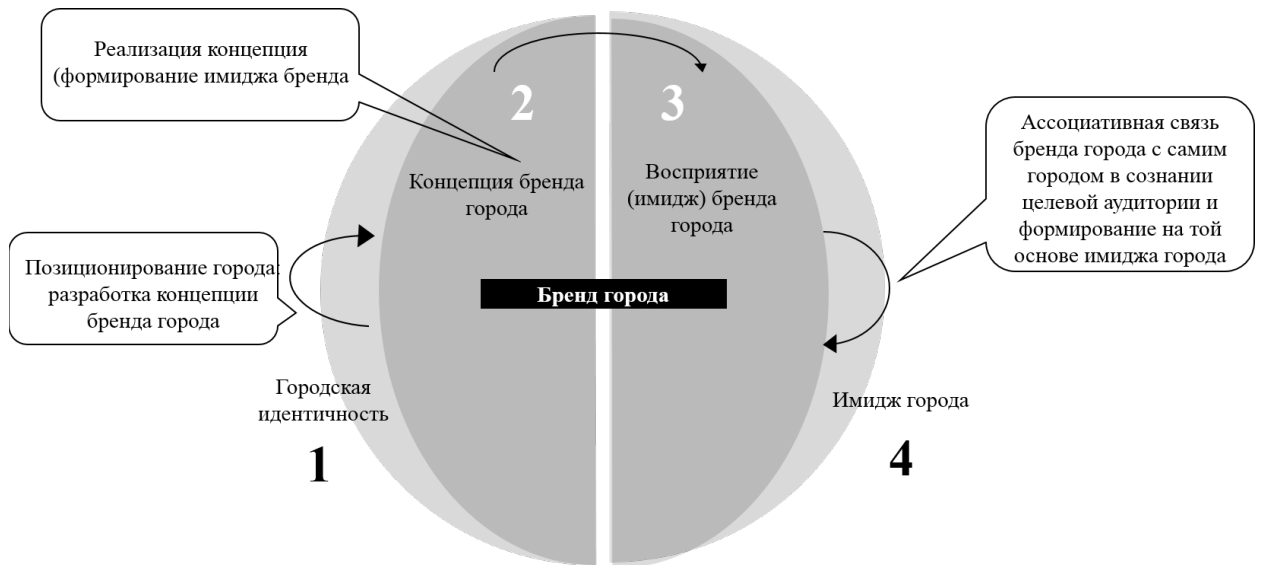 Реализация концепция
(формирование имиджа бренда
2
3
Концепция бренда
города
Восприятие
(имидж) бренда
города
Ассоциативная связь
бренда города с самим
городом в сознании
целевой аудитории и
формирование на той
основе имиджа города
Позиционирование города:
разработка концепции
бренда города
Бренд города
Городская
идентичность
1
Имидж города
4